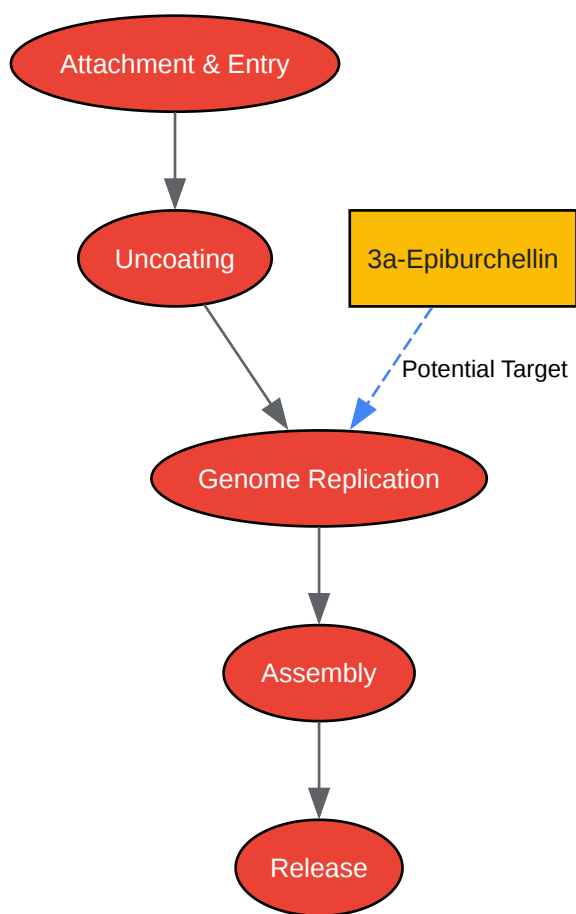 Attachment & Entry
Uncoating
3a-Epiburchellin
Potential Target
Genome Replication
Assembly
Release